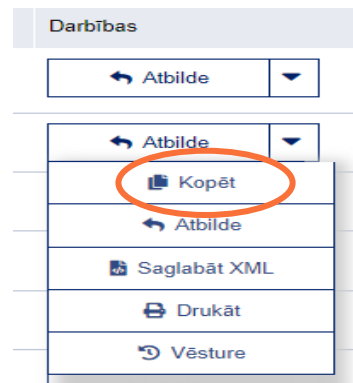 Darbības
Atbilde
Atbilde
Kopēt
Atbilde
Saglabāt XML
Drukāt
Vēsture